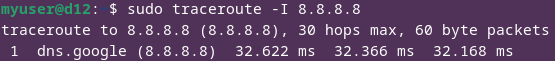 myuser@d12: $ sudo traceroute -I 8.8.8.8
traceroute to 8.8.8.8 (8.8.8.8), 30 hops max, 60 byte packets
 1  dns.google (8.8.8.8)  32.622 ms  32.366 ms  32.168 ms